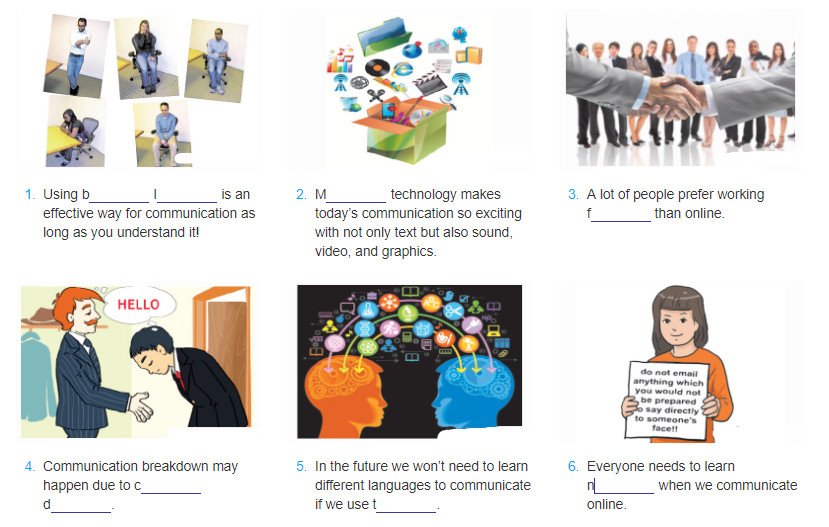 1. Using b________ l________ is an
effective way for communication as
long as you understand it!
2. M________ technology makes
today's communication so exciting
with not only text but also sound,
video, and graphics.
3. A lot of people prefer working
f________ than online.
HELLO
4. Communication breakdown may
happen due to c________
d________.
5. In the future we won't need to learn
different languages to communicate
if we use t________.
do not email
anything which
you would not
be prepared
to say directly
to someone's
face!!
6. Everyone needs to learn
n________ when we communicate
online.